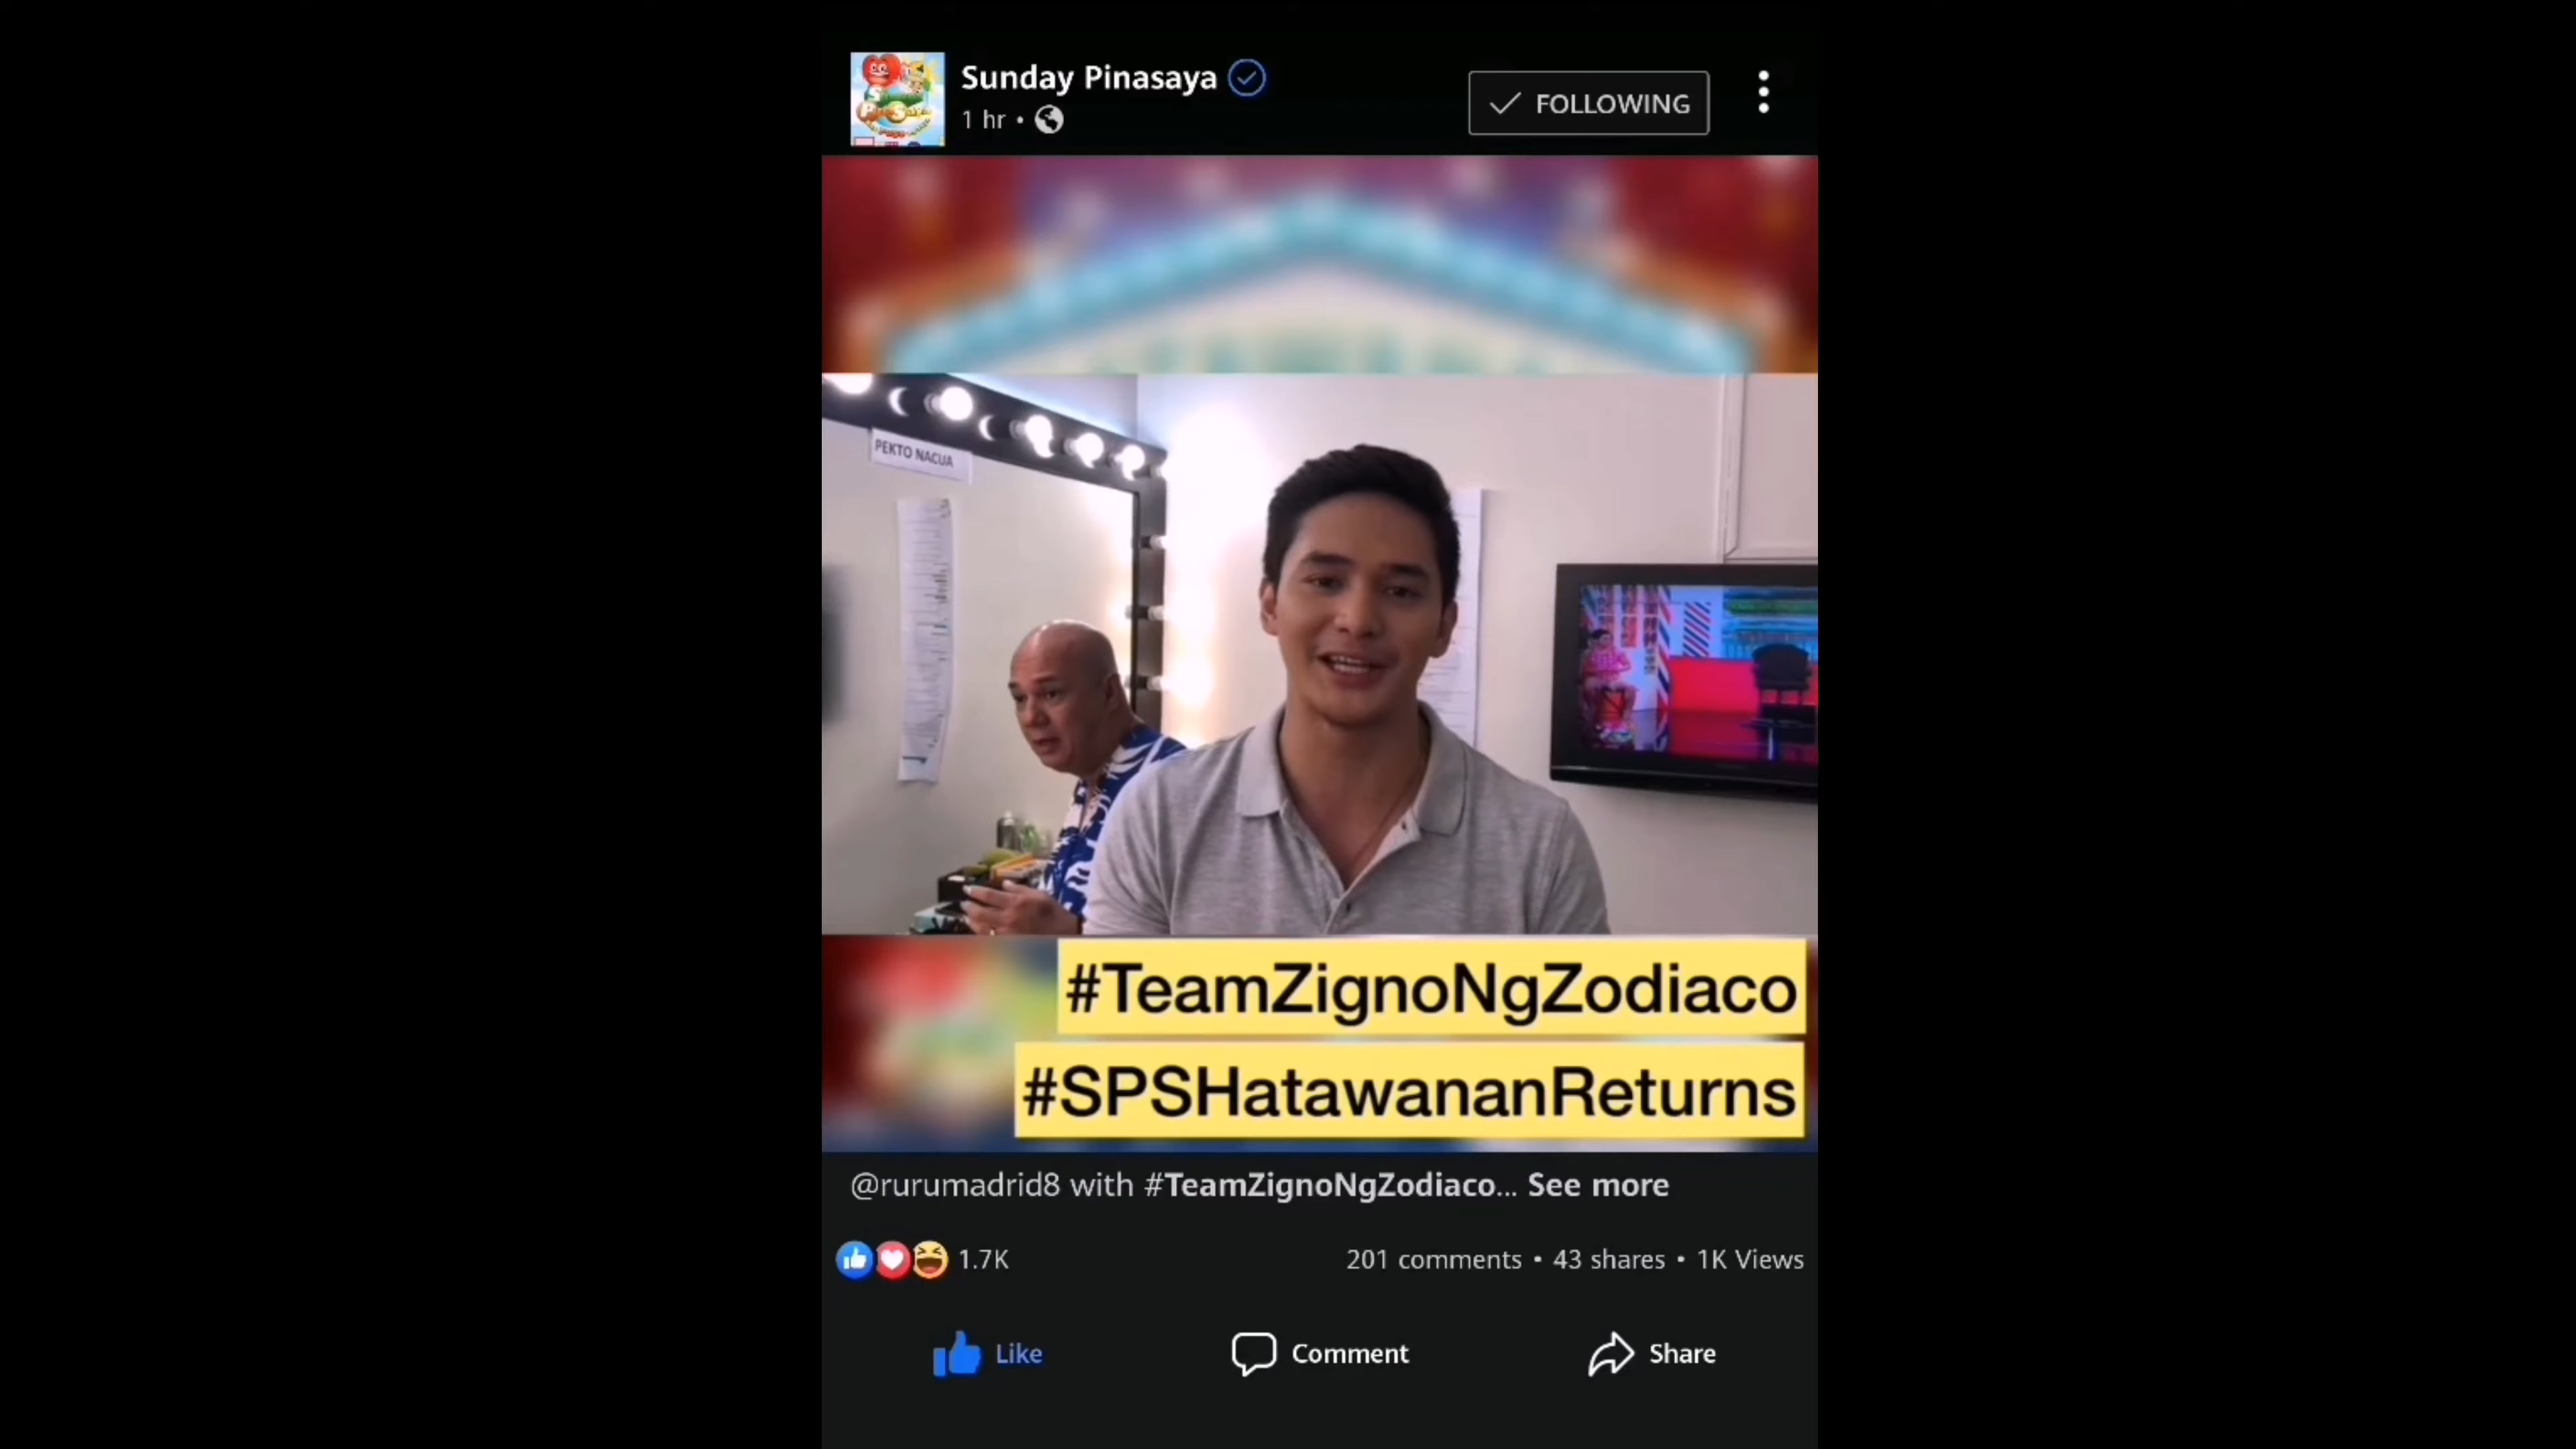 Sunday Pinasaya
1 hr •
FOLLOWING
PEKTO NACUA
#TeamZignoNgZodiaco
#SPSHatawananReturns
@rurumadrid8 with #TeamZignoNgZodiaco... See more
1.7K
201 comments • 43 shares • 1K Views
Like
Comment
Share